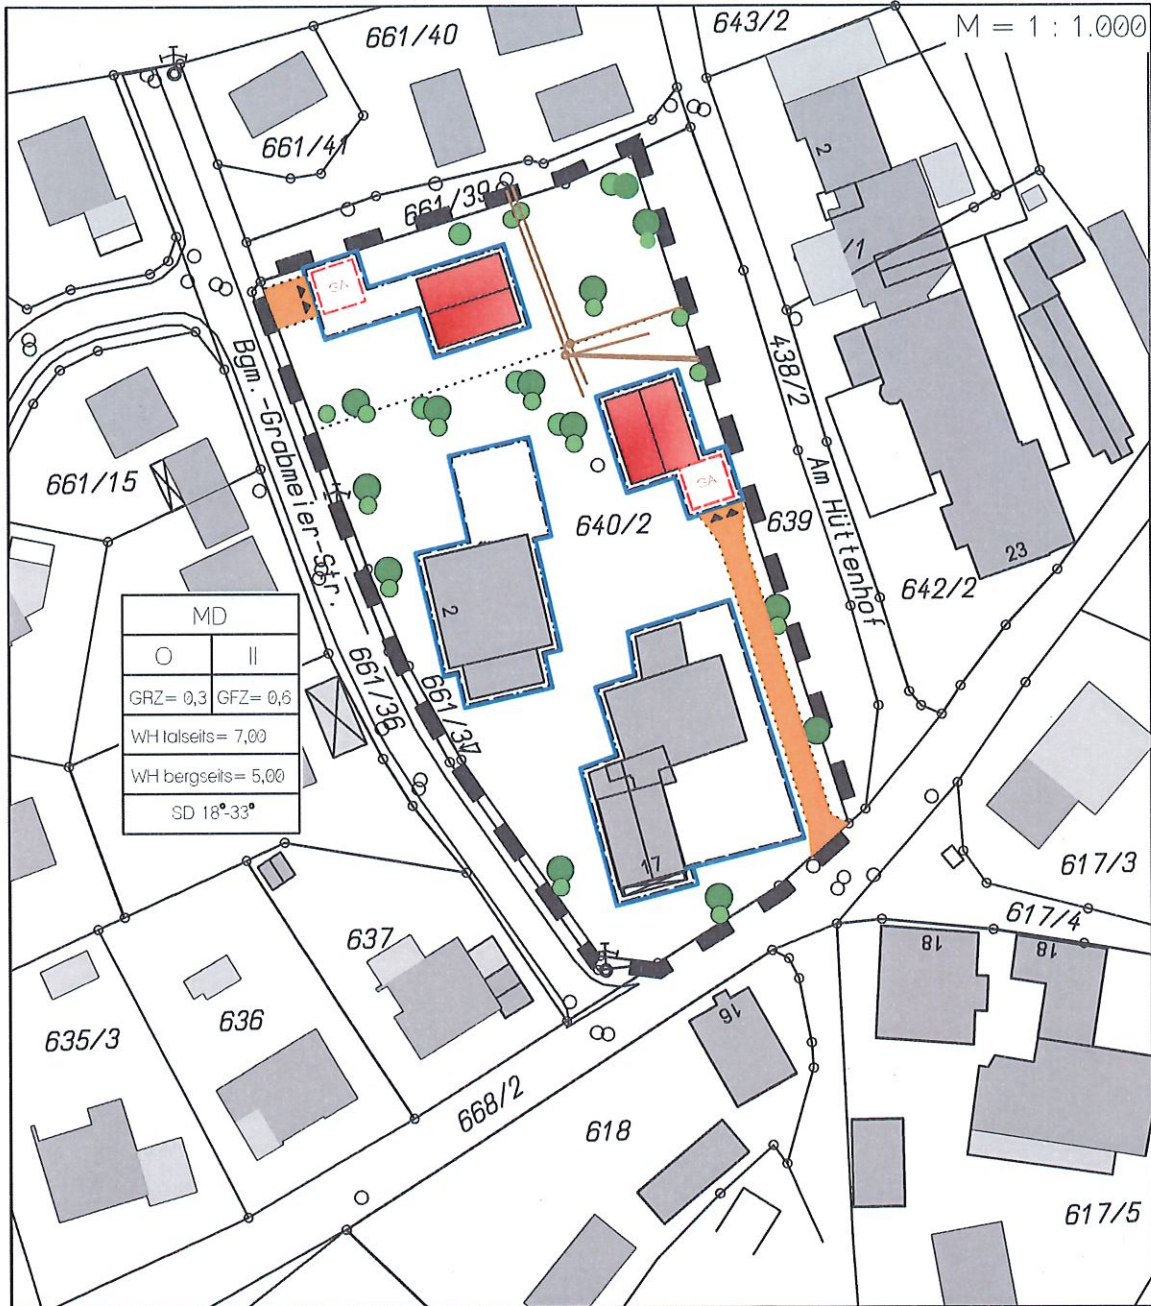 661/40
643/2
M = 1 : 1.000
661/41
2
661/39
GA
1
Bgm.-Grabmeier-Str.
438/2
661/15
GA
640/2
639
Am Hüttenhof
23
642/2
2
MD
O II
GRZ= 0,3 GFZ= 0,6
WH talseits= 7,00
WH bergseits= 5,00
SD 18°-33°
661/36
661/37
17
617/3
617/4
637
18
18
635/3
636
16
668/2
618
617/5